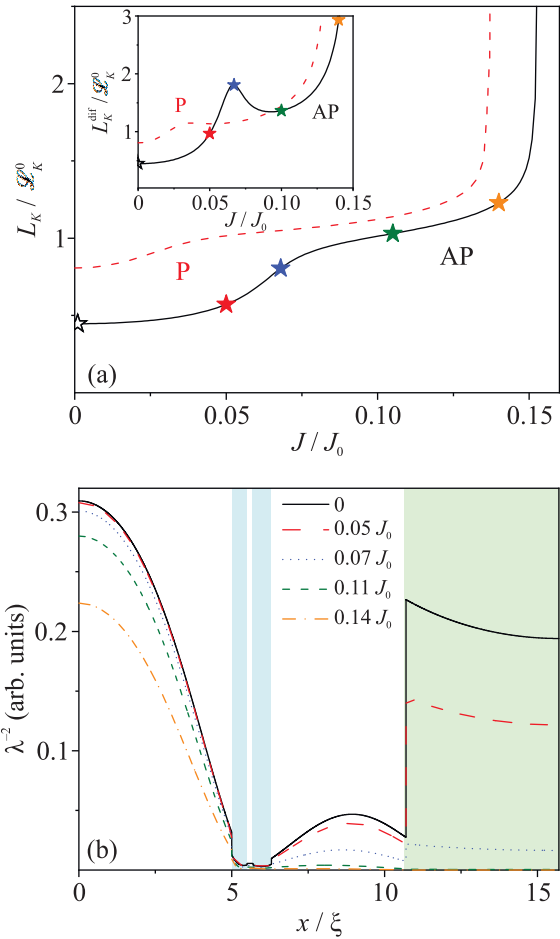 L_K / ℒ_K^0
2
1
0
0.05
0.10
0.15
J / J_0
P
AP
(a)
L_K^dif / ℒ_K^0
3
2
1
0
0.05
0.10
0.15
J / J_0
P
AP
λ^-2 (arb. units)
0.3
0.2
0.1
0
5
10
15
x / ξ
(b)
0
0.05 J_0
0.07 J_0
0.11 J_0
0.14 J_0